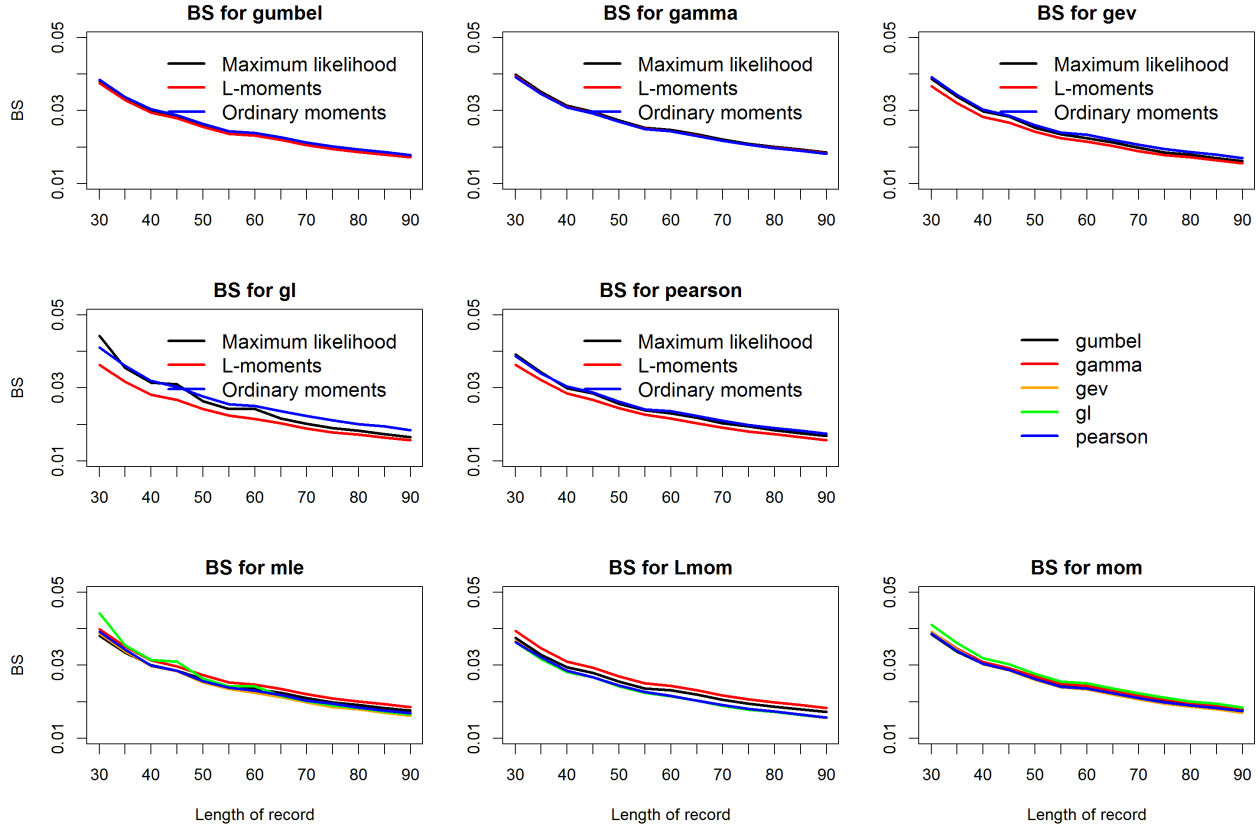 BS for gumbel
BS
0.01
0.03
0.05
Maximum likelihood
L-moments
Ordinary moments
30 40 50 60 70 80 90
BS for gamma
0.01
0.03
0.05
Maximum likelihood
L-moments
Ordinary moments
30 40 50 60 70 80 90
BS for gev
0.01
0.03
0.05
Maximum likelihood
L-moments
Ordinary moments
30 40 50 60 70 80 90
BS for gl
BS
0.01
0.03
0.05
Maximum likelihood
L-moments
Ordinary moments
30 40 50 60 70 80 90
BS for pearson
0.01
0.03
0.05
Maximum likelihood
L-moments
Ordinary moments
30 40 50 60 70 80 90
gumbel
gamma
gev
gl
pearson
BS for mle
BS
0.01
0.03
0.05
30 40 50 60 70 80 90
Length of record
BS for Lmom
0.01
0.03
0.05
30 40 50 60 70 80 90
Length of record
BS for mom
0.01
0.03
0.05
30 40 50 60 70 80 90
Length of record